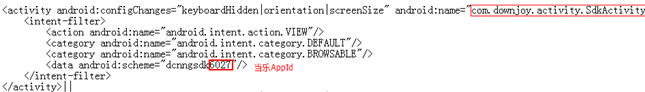 <activity android:configChanges="keyboardHidden|orientation|screenSize" android:name="com.downjoy.activity.SdkActivity
<intent-filter>
<action android:name="android.intent.action.VIEW"/>
<category android:name="android.intent.category.DEFAULT"/>
<category android:name="android.intent.category.BROWSABLE"/>
<data android:scheme="dcnngsdk6027"/> 当乐AppId
</intent-filter>
</activity>||